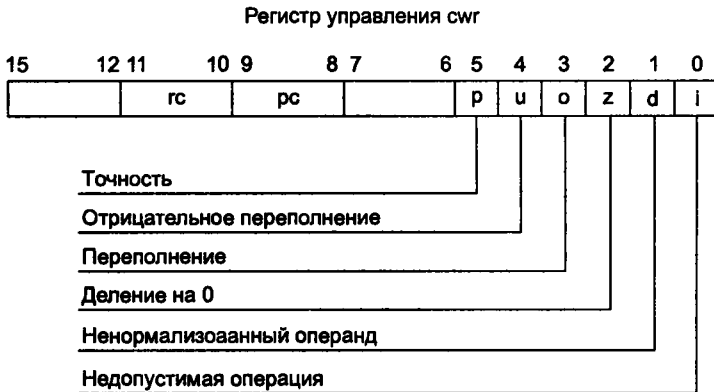 Регистр управления cwr
15 12 11 10 9 8 7 6 5 4 3 2 1 0
rc pc p u o z d i
Точность
Отрицательное переполнение
Переполнение
Деление на 0
Ненормализоаанный операнд
Недопустимая операция